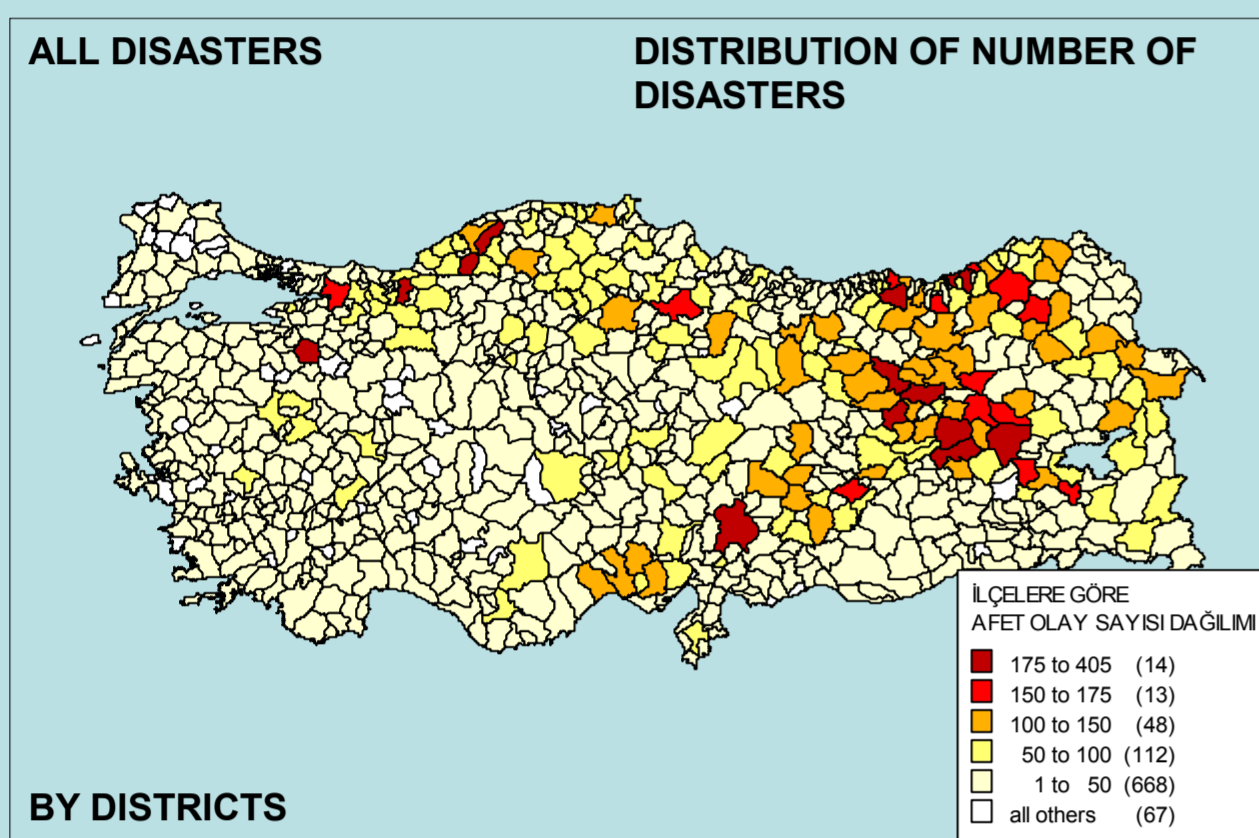 ALL DISASTERS
DISTRIBUTION OF NUMBER OF
DISASTERS
İLÇELERE GÖRE
AFET OLAY SAYISI DAĞILIMI
175 to 405 (14)
150 to 175 (13)
100 to 150 (48)
50 to 100 (112)
1 to 50 (668)
all others (67)
BY DISTRICTS